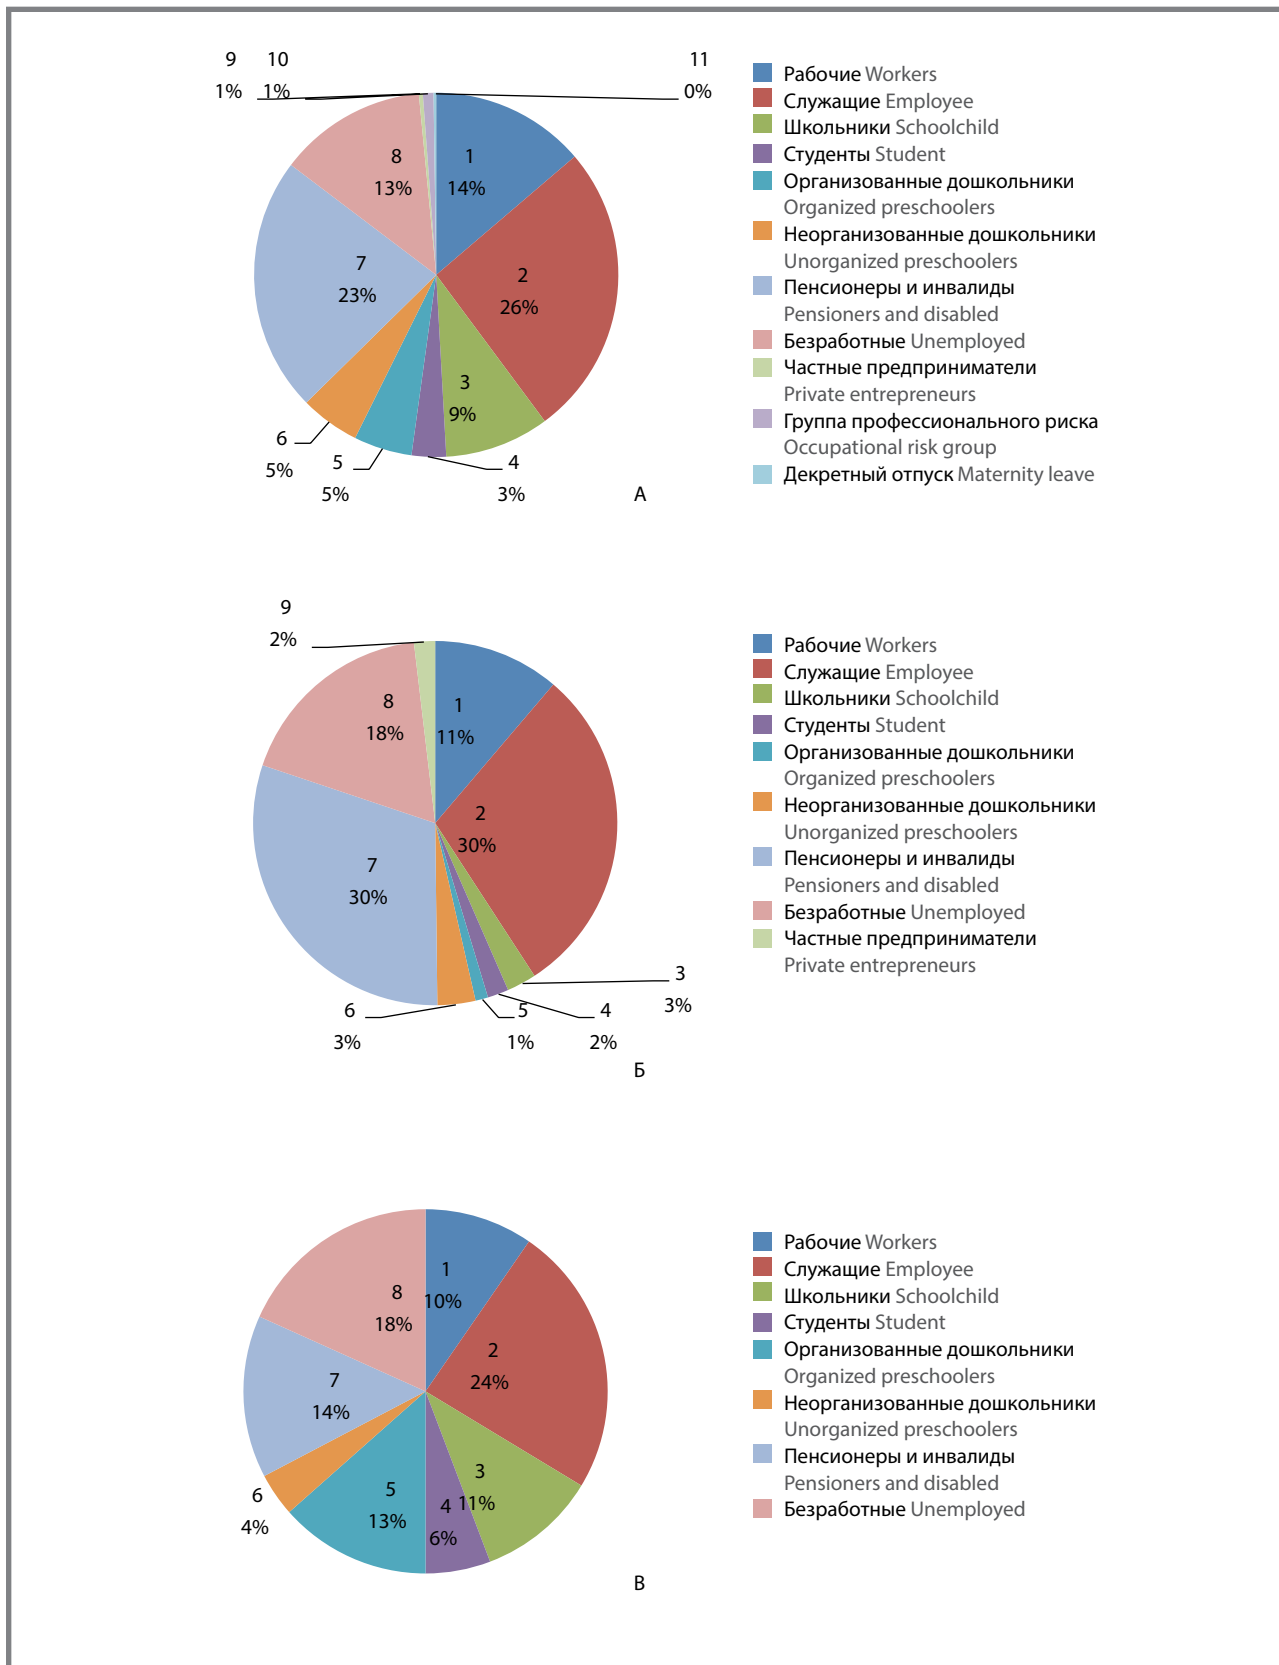 9 10 11
1% 1% 0%
8 1
13% 14%
7 2
23% 26%
3
9%
6 5 4
5% 5% 3%
А
Рабочие Workers
Служащие Employee
Школьники Schoolchild
Студенты Student
Организованные дошкольники
Organized preschoolers
Неорганизованные дошкольники
Unorganized preschoolers
Пенсионеры и инвалиды
Pensioners and disabled
Безработные Unemployed
Частные предприниматели
Private entrepreneurs
Группа профессионального риска
Occupational risk group
Декретный отпуск Maternity leave
9
2%
8 1
18% 11%
2
30%
7
30%
3
3%
6 5 4
3% 1% 2%
Б
Рабочие Workers
Служащие Employee
Школьники Schoolchild
Студенты Student
Организованные дошкольники
Organized preschoolers
Неорганизованные дошкольники
Unorganized preschoolers
Пенсионеры и инвалиды
Pensioners and disabled
Безработные Unemployed
Частные предприниматели
Private entrepreneurs
1
10%
8
18%
2
24%
7
14%
3
11%
5 4
13% 6%
6
4%
В
Рабочие Workers
Служащие Employee
Школьники Schoolchild
Студенты Student
Организованные дошкольники
Organized preschoolers
Неорганизованные дошкольники
Unorganized preschoolers
Пенсионеры и инвалиды
Pensioners and disabled
Безработные Unemployed